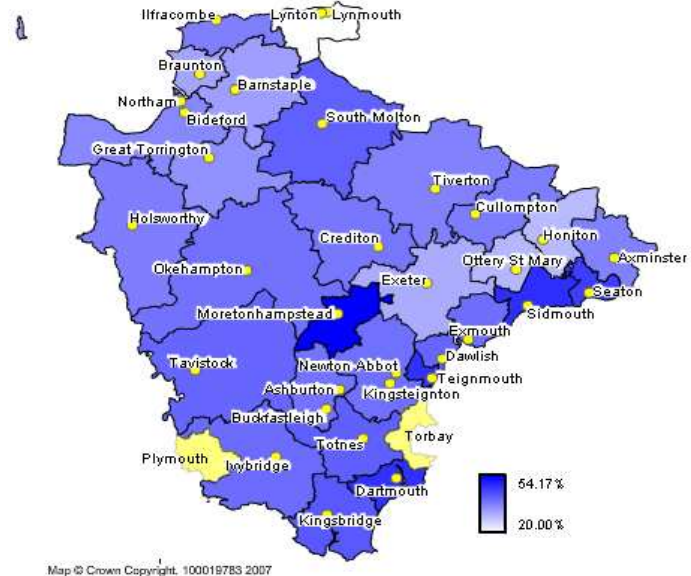 Ilfracombe
Lynton
Lynmouth
Braunton
Barnstaple
Northam
Bideford
South Molton
Great Torrington
Tiverton
Cullompton
Holsworthy
Crediton
Honiton
Ottery St Mary
Axminster
Okehampton
Exeter
Seaton
Moretonhampstead
Sidmouth
Exmouth
Dawlish
Tavistock
Newton Abbot
Teignmouth
Ashburton
Kingsteignton
Buckfastleigh
Torbay
Totnes
Plymouth
Ivybridge
Dartmouth
Kingsbridge
54.17%
20.00%
Map © Crown Copyright. 100019783 2007